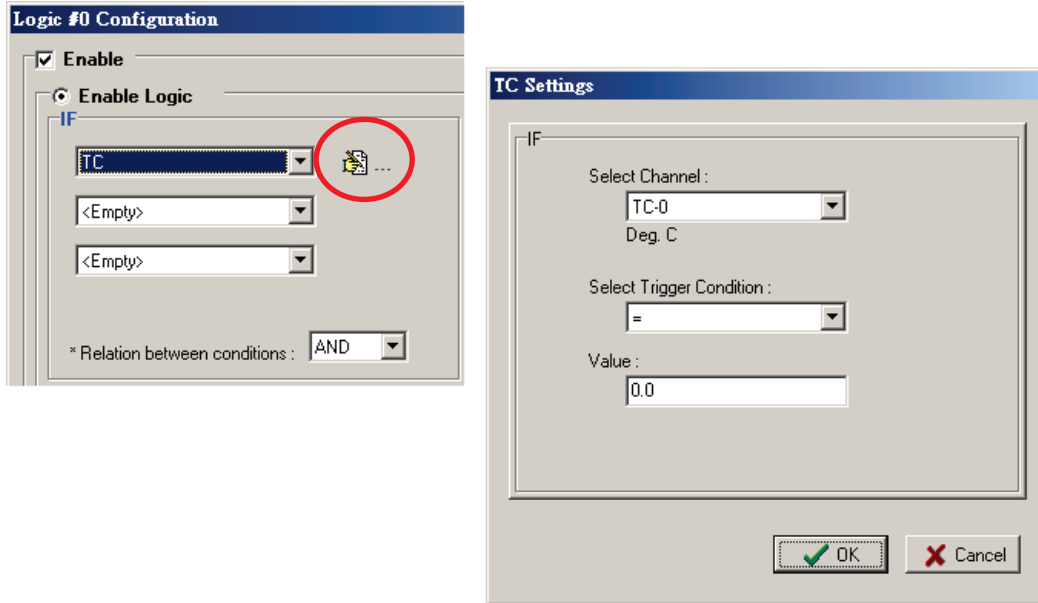 Logic #0 Configuration
Enable
Enable Logic
IF
TC
...
<Empty>
<Empty>
* Relation between conditions :
AND
TC Settings
IF
Select Channel :
TC-0
Deg. C
Select Trigger Condition :
=
Value :
0.0
OK
Cancel